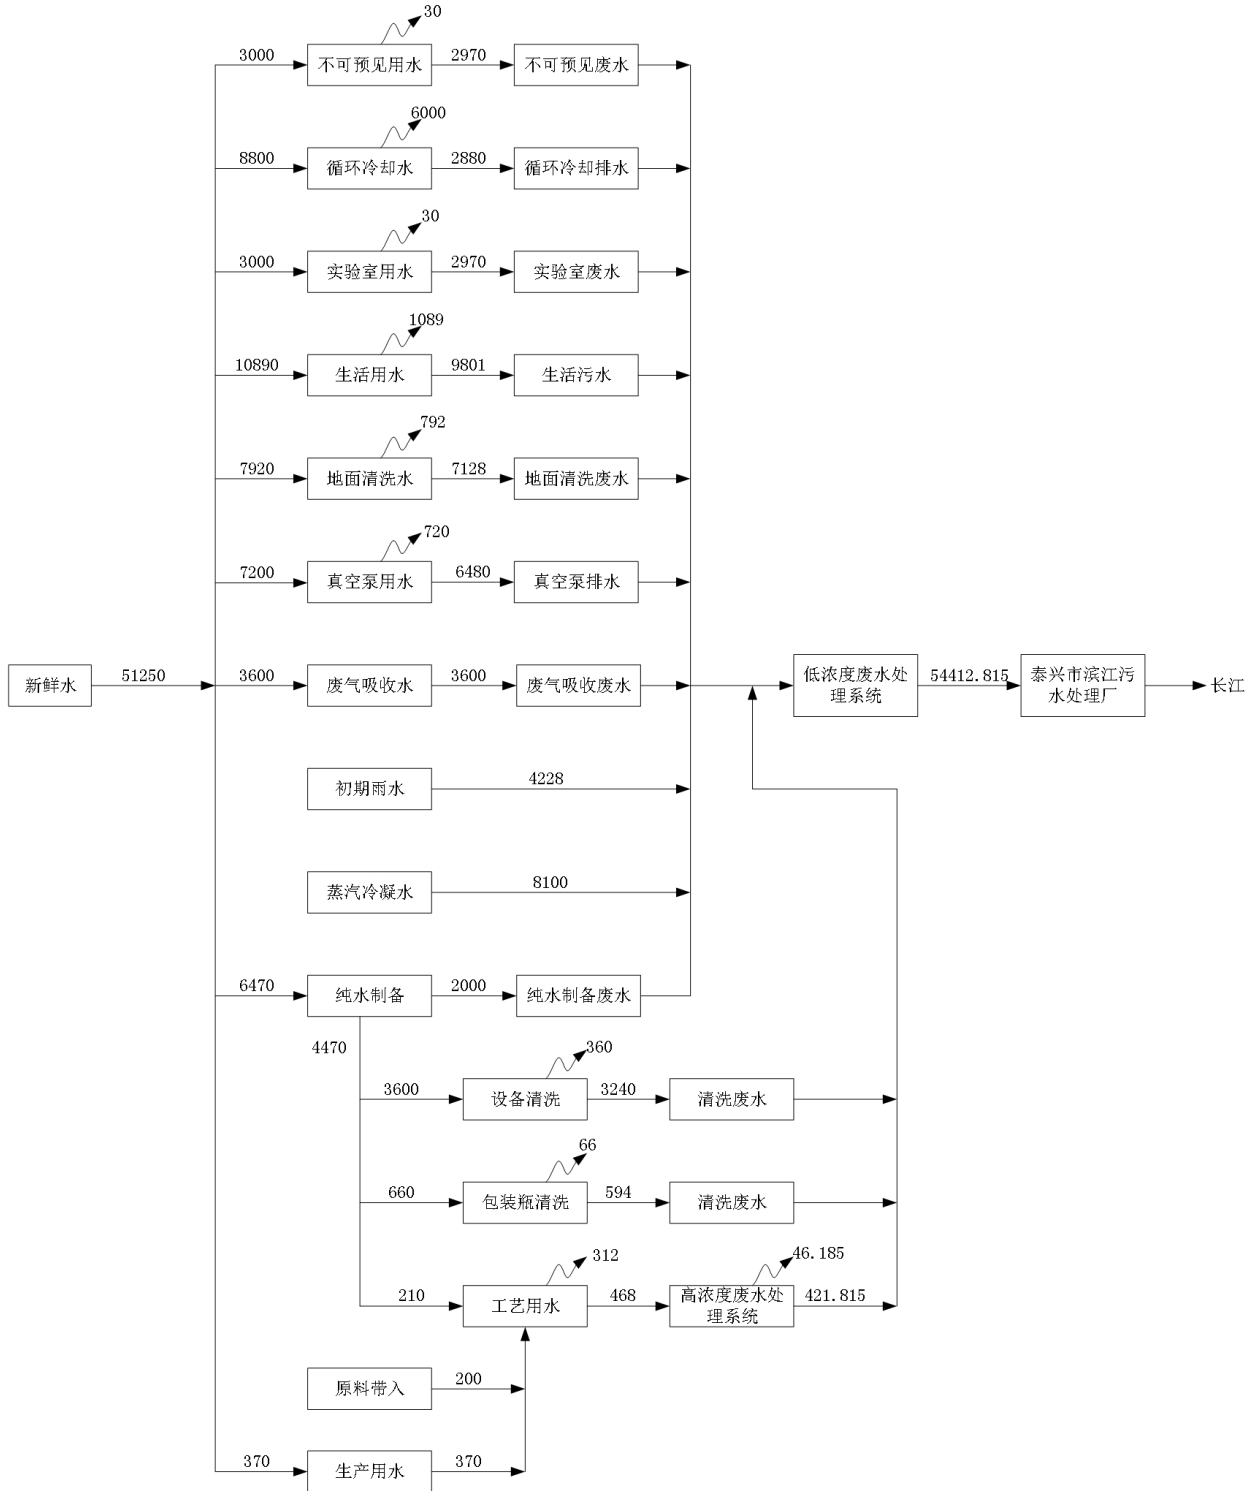 30
3000
不可预见用水
2970
不可预见废水
6000
8800
循环冷却水
2880
循环冷却排水
30
3000
实验室用水
2970
实验室废水
1089
10890
生活用水
9801
生活污水
792
7920
地面清洗水
7128
地面清洗废水
720
7200
真空泵用水
6480
真空泵排水
新鲜水
51250
3600
废气吸收水
3600
废气吸收废水
低浓度废水处
理系统
54412.815
泰兴市滨江污
水处理厂
长江
初期雨水
4228
蒸汽冷凝水
8100
6470
纯水制备
2000
纯水制备废水
4470
360
3600
设备清洗
3240
清洗废水
66
660
包装瓶清洗
594
清洗废水
312
46.185
210
工艺用水
468
高浓度废水处
理系统
421.815
原料带入
200
370
生产用水
370